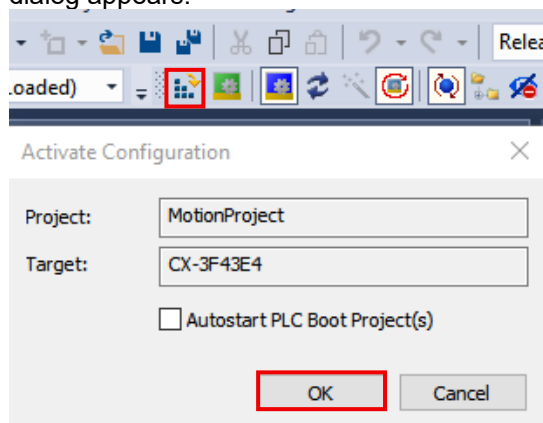 dialog appears.
Relea
oaded)
Activate Configuration
Project:
MotionProject
Target:
CX-3F43E4
Autostart PLC Boot Project(s)
OK
Cancel